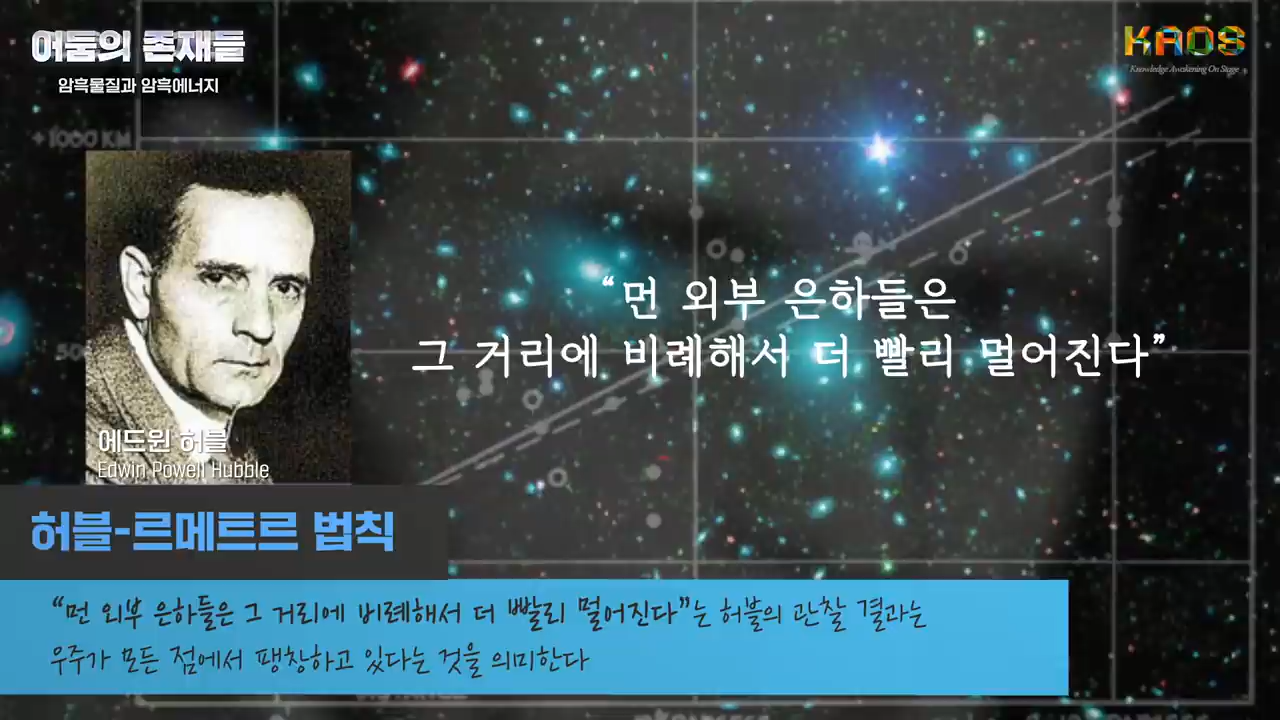 어둠의 존재들
암흑물질과 암흑에너지
KAOS
Knowledge Awakening On Stage
+1000 KM
“먼 외부 은하들은
그 거리에 비례해서 더 빨리 멀어진다”
에드윈 허블
Edwin Powell Hubble
허블-르메트르 법칙
“먼 외부 은하들은 그 거리에 비례해서 더 빨리 멀어진다”는 허블의 관찰 결과는
우주가 모든 점에서 팽창하고 있다는 것을 의미한다
DISTANCE